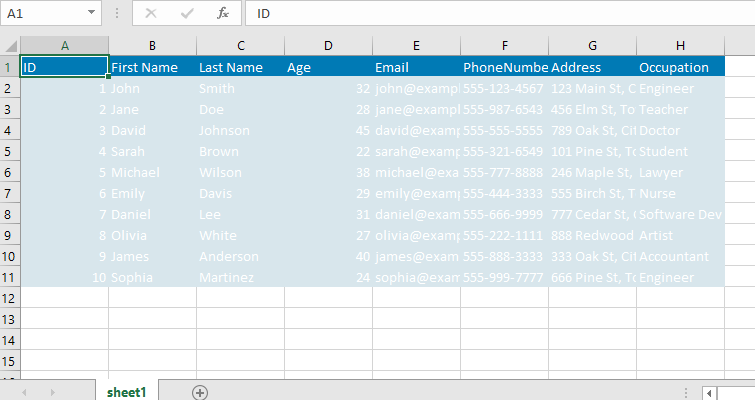 A1 ID
A B C D E F G H
1 ID First Name Last Name Age Email PhoneNumbe Address Occupation
2 1 John Smith 32 john@exampl 555-123-4567 123 Main St, C Engineer
3 2 Jane Doe 28 jane@exampl 555-987-6543 456 Elm St, To Teacher
4 3 David Johnson 45 david@examp 555-555-5555 789 Oak St, Cit Doctor
5 4 Sarah Brown 22 sarah@examp 555-321-6549 101 Pine St, To Student
6 5 Michael Wilson 38 michael@exa 555-777-8888 246 Maple St, Lawyer
7 6 Emily Davis 29 emily@examp 555-444-3333 555 Birch St, T Nurse
8 7 Daniel Lee 31 daniel@exam 555-666-9999 777 Cedar St, Software Dev
9 8 Olivia White 27 olivia@examp 555-222-1111 888 Redwood Artist
10 9 James Anderson 40 james@exam 555-888-3333 333 Oak St, Cit Accountant
11 10 Sophia Martinez 24 sophia@exam 555-999-7777 666 Pine St, To Engineer
12
13
14
15
sheet1